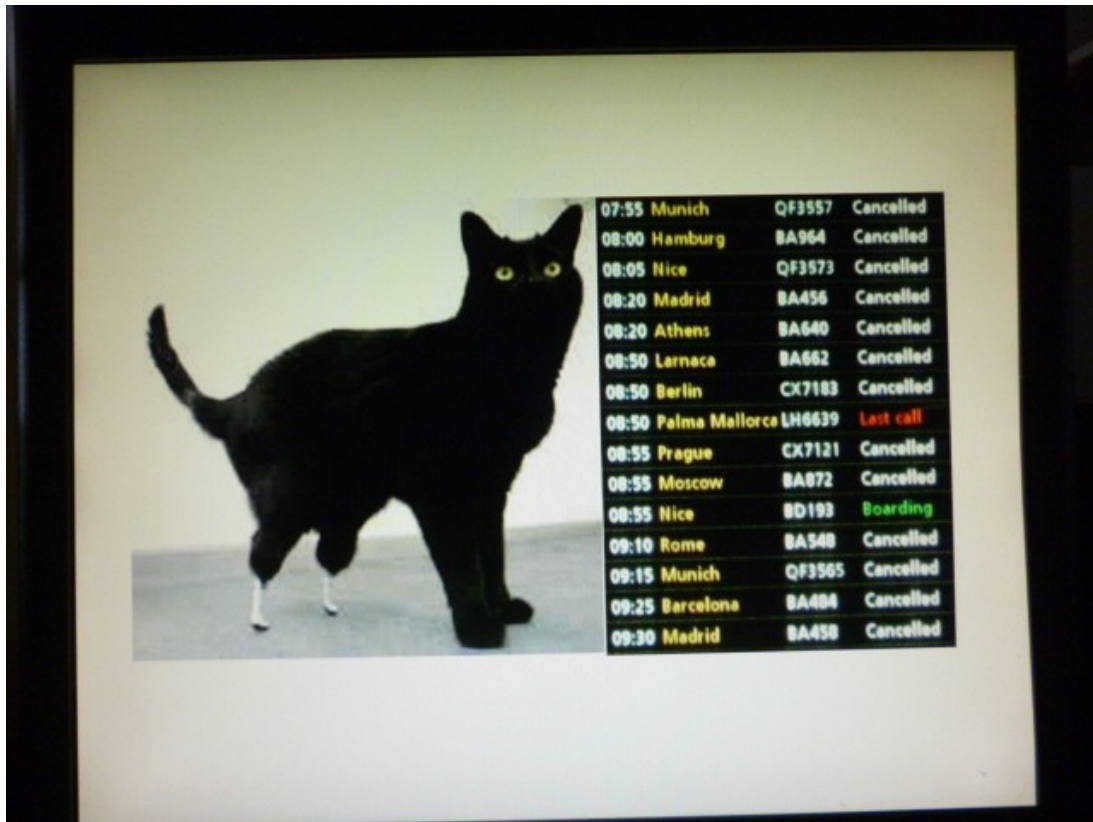 07:55 Munich QF3557 Cancelled
08:00 Hamburg BA964 Cancelled
08:05 Nice QF3573 Cancelled
08:20 Madrid BA456 Cancelled
08:20 Athens BA640 Cancelled
08:50 Larnaca BA662 Cancelled
08:50 Berlin CX7183 Cancelled
08:50 Palma Mallorca LH6639 Last call
08:55 Prague CX7121 Cancelled
08:55 Moscow BA872 Cancelled
08:55 Nice BD193 Boarding
09:10 Rome BA548 Cancelled
09:15 Munich QF3565 Cancelled
09:25 Barcelona BA484 Cancelled
09:30 Madrid BA458 Cancelled